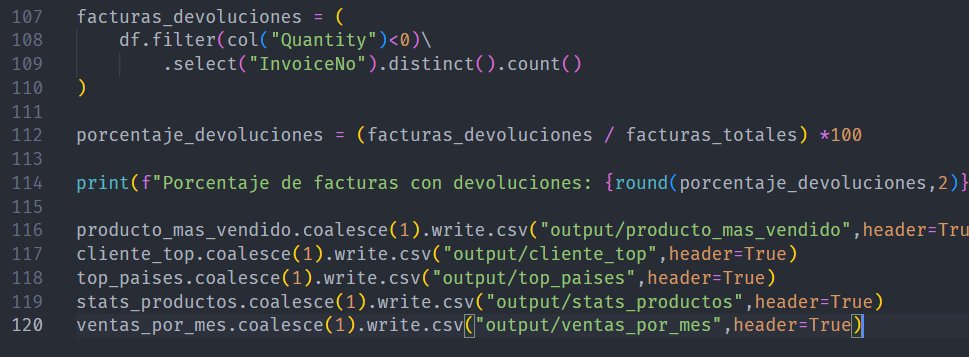 107 facturas_devoluciones = (
108     df.filter(col("Quantity")<0)\
109         .select("InvoiceNo").distinct().count()
110 )
111
112 porcentaje_devoluciones = (facturas_devoluciones / facturas_totales) *100
113
114 print(f"Porcentaje de facturas con devoluciones: {round(porcentaje_devoluciones,2)}
115
116 producto_mas_vendido.coalesce(1).write.csv("output/producto_mas_vendido",header=Tru
117 cliente_top.coalesce(1).write.csv("output/cliente_top",header=True)
118 top_paises.coalesce(1).write.csv("output/top_paises",header=True)
119 stats_productos.coalesce(1).write.csv("output/stats_productos",header=True)
120 ventas_por_mes.coalesce(1).write.csv("output/ventas_por_mes",header=True)